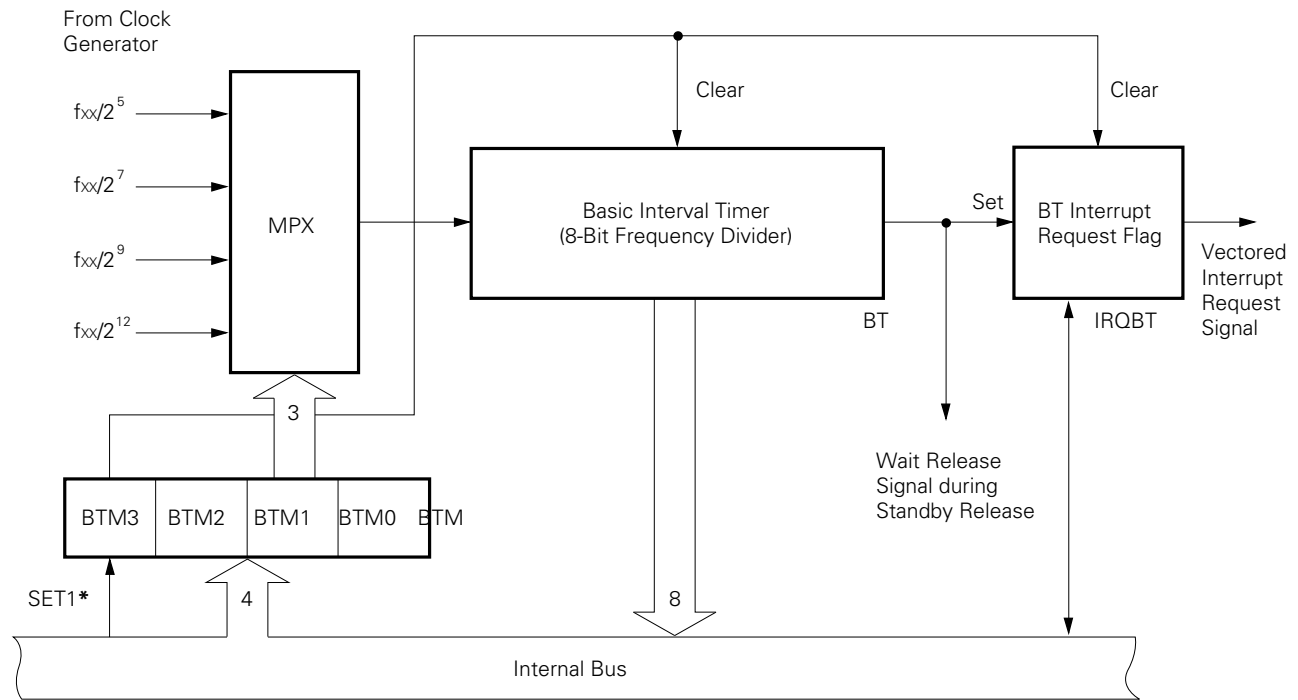 From Clock
Generator
fxx/2^5
fxx/2^7
fxx/2^9
fxx/2^12
MPX
3
Clear
Clear
Basic Interval Timer
(8-Bit Frequency Divider)
BT
Set
BT Interrupt
Request Flag
IRQBT
Vectored
Interrupt
Request
Signal
Wait Release
Signal during
Standby Release
BTM3 BTM2 BTM1 BTM0 BTM
SET1*
4
8
Internal Bus